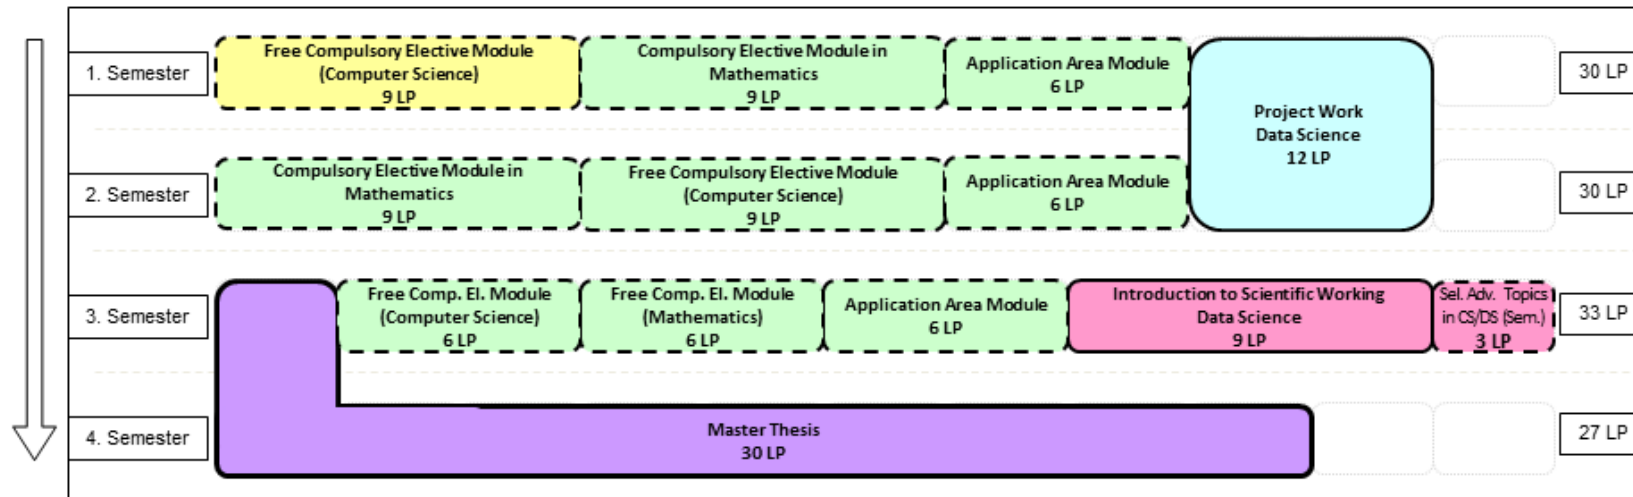 1. Semester
Free Compulsory Elective Module
(Computer Science)
9 LP
Compulsory Elective Module in
Mathematics
9 LP
Application Area Module
6 LP
Project Work
Data Science
12 LP
30 LP
2. Semester
Compulsory Elective Module in
Mathematics
9 LP
Free Compulsory Elective Module
(Computer Science)
9 LP
Application Area Module
6 LP
30 LP
3. Semester
Free Comp. El. Module
(Computer Science)
6 LP
Free Comp. El. Module
(Mathematics)
6 LP
Application Area Module
6 LP
Introduction to Scientific Working
Data Science
9 LP
Sel. Adv. Topics
in CS/DS (Sem.)
3 LP
33 LP
4. Semester
Master Thesis
30 LP
27 LP